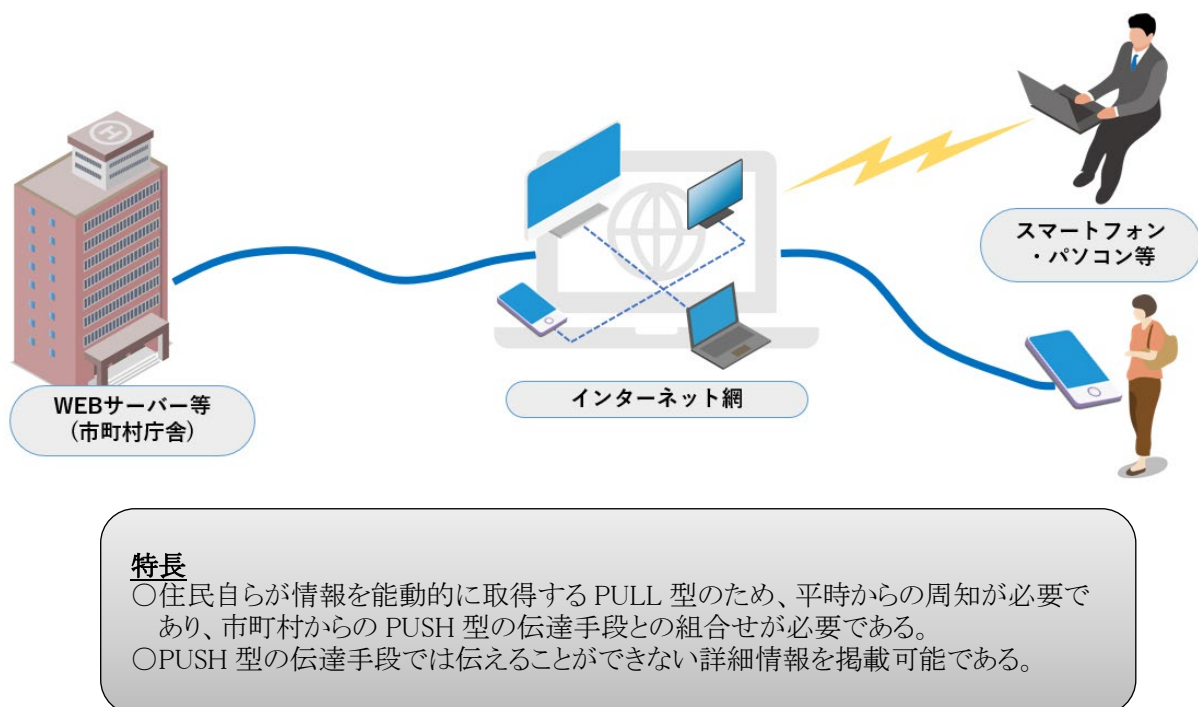 スマートフォン
・パソコン等
WEBサーバー等
(市町村庁舎)
インターネット網
特長
○住民自らが情報を能動的に取得する PULL 型のため、平時からの周知が必要で
あり、市町村からの PUSH 型の伝達手段との組合せが必要である。
○PUSH 型の伝達手段では伝えることができない詳細情報を掲載可能である。